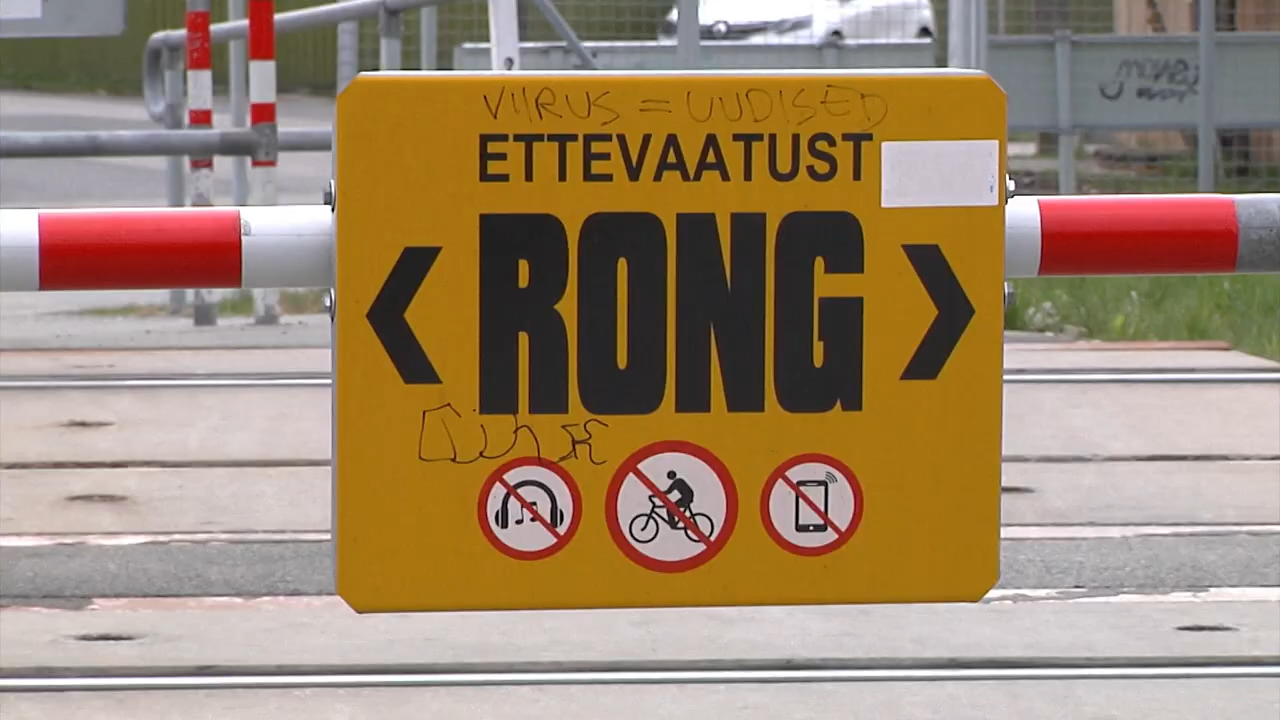 VIIRUS = UUDISED
ETTEVAATUST
< RONG >